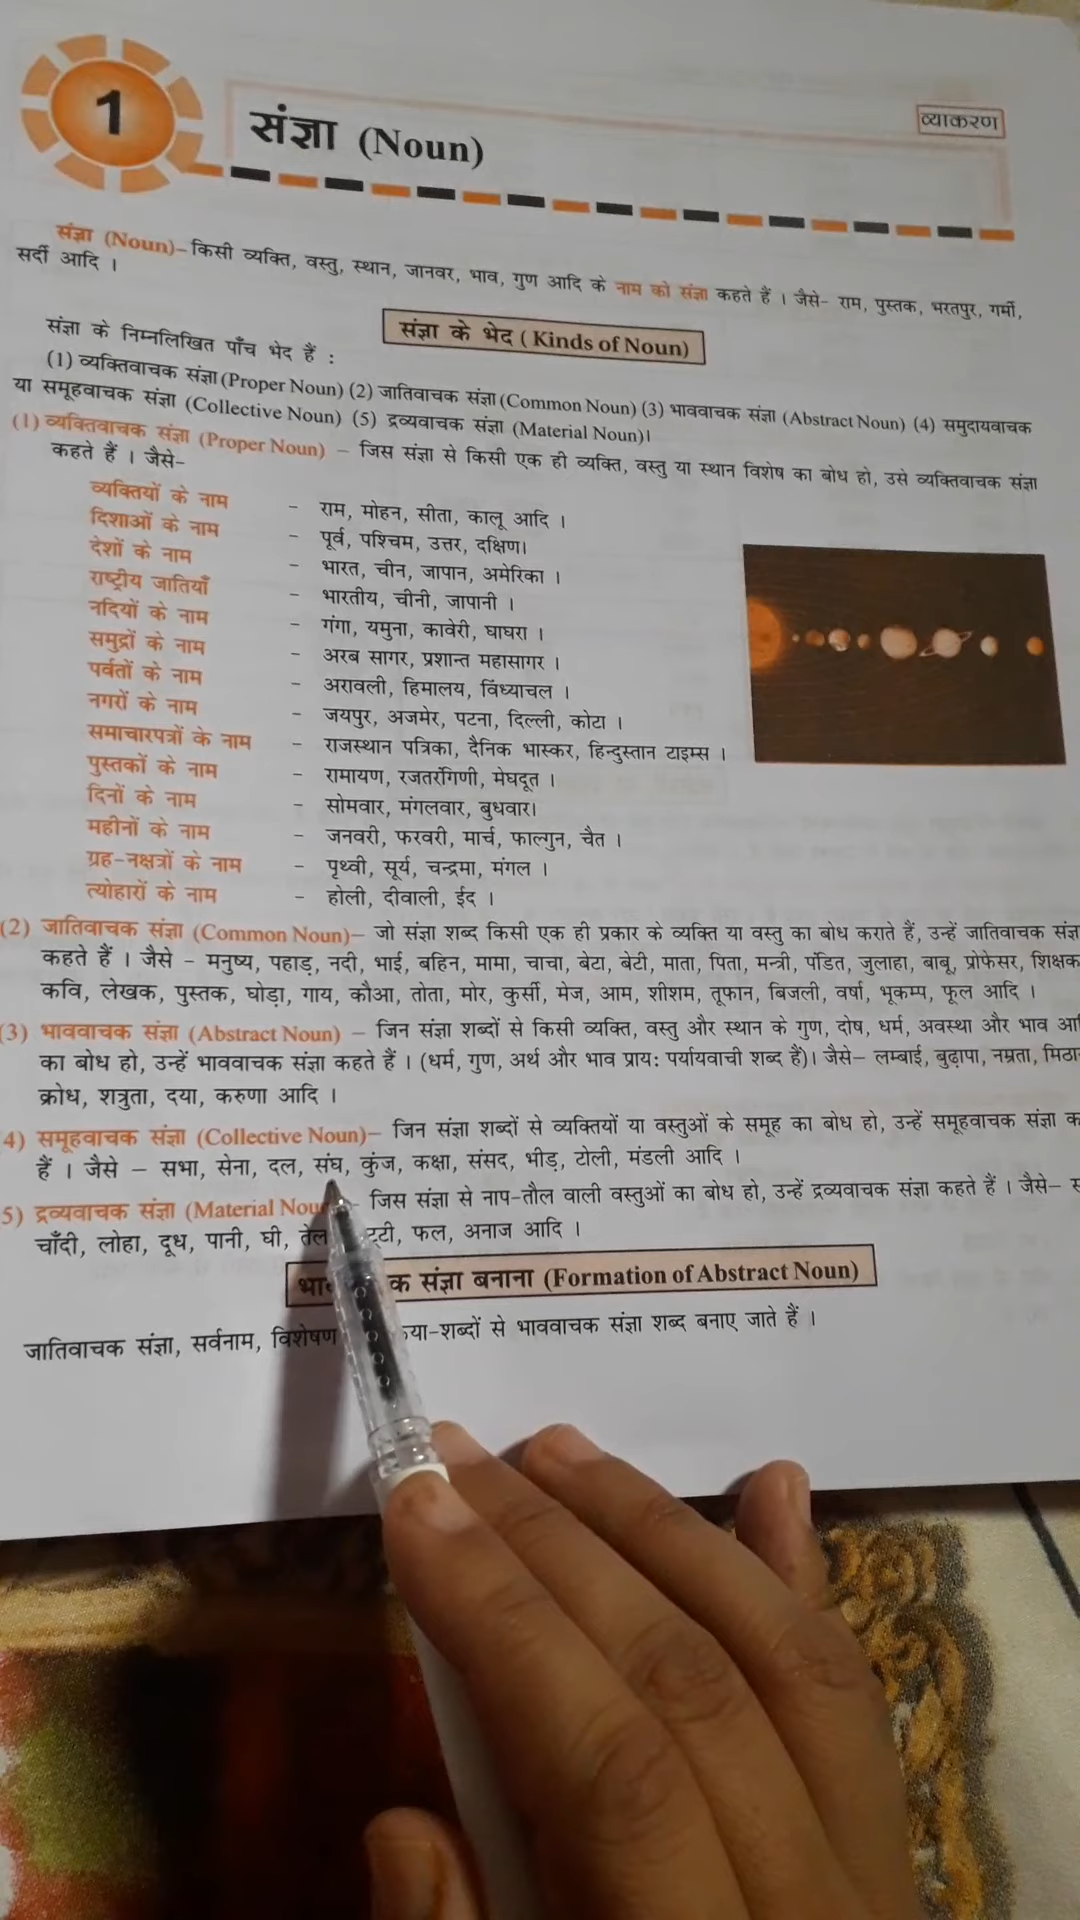 1
संज्ञा (Noun)
व्याकरण
संज्ञा (Noun)– किसी व्यक्ति, वस्तु, स्थान, जानवर, भाव, गुण आदि के नाम को संज्ञा कहते हैं । जैसे– राम, पुस्तक, भरतपुर, गर्मी,
सर्दी आदि ।
संज्ञा के भेद ( Kinds of Noun)
संज्ञा के निम्नलिखित पाँच भेद हैं :
(1) व्यक्तिवाचक संज्ञा (Proper Noun) (2) जातिवाचक संज्ञा (Common Noun) (3) भाववाचक संज्ञा (Abstract Noun) (4) समुदायवाचक
या समूहवाचक संज्ञा (Collective Noun) (5) द्रव्यवाचक संज्ञा (Material Noun)।
(1) व्यक्तिवाचक संज्ञा (Proper Noun) – जिस संज्ञा से किसी एक ही व्यक्ति, वस्तु या स्थान विशेष का बोध हो, उसे व्यक्तिवाचक संज्ञा
कहते हैं । जैसे–
व्यक्तियों के नाम – राम, मोहन, सीता, कालू आदि ।
दिशाओं के नाम – पूर्व, पश्चिम, उत्तर, दक्षिण।
देशों के नाम – भारत, चीन, जापान, अमेरिका ।
राष्ट्रीय जातियाँ – भारतीय, चीनी, जापानी ।
नदियों के नाम – गंगा, यमुना, कावेरी, घाघरा ।
समुद्रों के नाम – अरब सागर, प्रशान्त महासागर ।
पर्वतों के नाम – अरावली, हिमालय, विंध्याचल ।
नगरों के नाम – जयपुर, अजमेर, पटना, दिल्ली, कोटा ।
समाचारपत्रों के नाम – राजस्थान पत्रिका, दैनिक भास्कर, हिन्दुस्तान टाइम्स ।
पुस्तकों के नाम – रामायण, रजतरंगिणी, मेघदूत ।
दिनों के नाम – सोमवार, मंगलवार, बुधवार।
महीनों के नाम – जनवरी, फरवरी, मार्च, फाल्गुन, चैत ।
ग्रह-नक्षत्रों के नाम – पृथ्वी, सूर्य, चन्द्रमा, मंगल ।
त्योहारों के नाम – होली, दीवाली, ईद ।
(2) जातिवाचक संज्ञा (Common Noun)– जो संज्ञा शब्द किसी एक ही प्रकार के व्यक्ति या वस्तु का बोध कराते हैं, उन्हें जातिवाचक
कहते हैं । जैसे – मनुष्य, पहाड़, नदी, भाई, बहिन, मामा, चाचा, बेटा, बेटी, माता, पिता, मन्त्री, पंडित, जुलाहा, बाबू, प्रोफेसर, शिक्षक
कवि, लेखक, पुस्तक, घोड़ा, गाय, कौआ, तोता, मोर, कुर्सी, मेज, आम, शीशम, तूफान, बिजली, वर्षा, भूकम्प, फूल आदि ।
3) भाववाचक संज्ञा (Abstract Noun) – जिन संज्ञा शब्दों से किसी व्यक्ति, वस्तु और स्थान के गुण, दोष, धर्म, अवस्था और भाव
का बोध हो, उन्हें भाववाचक संज्ञा कहते हैं । (धर्म, गुण, अर्थ और भाव प्राय: पर्यायवाची शब्द हैं)। जैसे– लम्बाई, बुढ़ापा, नम्रता,
क्रोध, शत्रुता, दया, करुणा आदि ।
4) समूहवाचक संज्ञा (Collective Noun)– जिन संज्ञा शब्दों से व्यक्तियों या वस्तुओं के समूह का बोध हो, उन्हें समूहवाचक संज्ञा
हैं । जैसे – सभा, सेना, दल, संघ, कुंज, कक्षा, संसद, भीड़, टोली, मंडली आदि ।
5) द्रव्यवाचक संज्ञा (Material – जिस संज्ञा से नाप-तौल वाली वस्तुओं का बोध हो, उन्हें द्रव्यवाचक संज्ञा कहते हैं । जैसे–
चाँदी, लोहा, दूध, पानी, घी, तेल फल, अनाज आदि ।
संज्ञा बनाना (Formation of Abstract Noun)
जातिवाचक संज्ञा, सर्वनाम, विशेषण शब्दों से भाववाचक संज्ञा शब्द बनाए जाते हैं ।